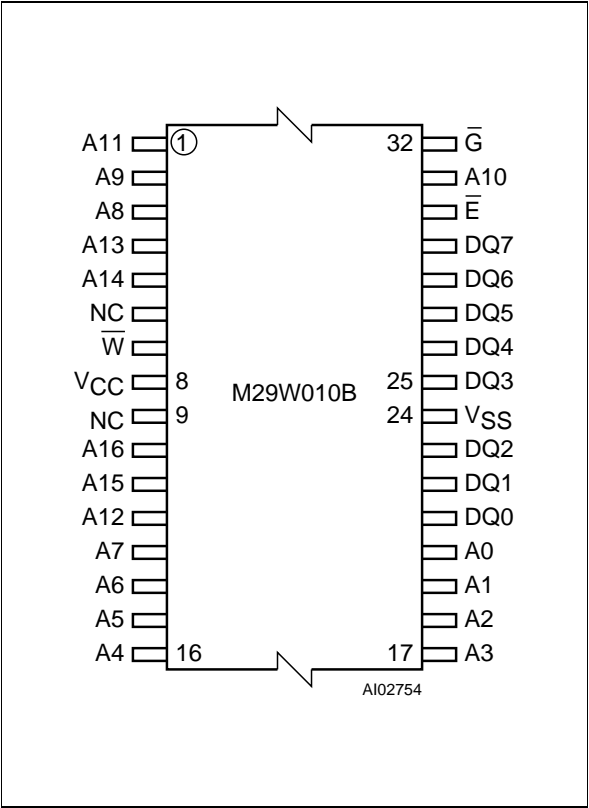 A11 1 32 G̅
A9 A10
A8 E̅
A13 DQ7
A14 DQ6
NC DQ5
W̅ DQ4
VCC 8 M29W010B 25 DQ3
NC 9 24 VSS
A16 DQ2
A15 DQ1
A12 DQ0
A7 A0
A6 A1
A5 A2
A4 16 17 A3
AI02754